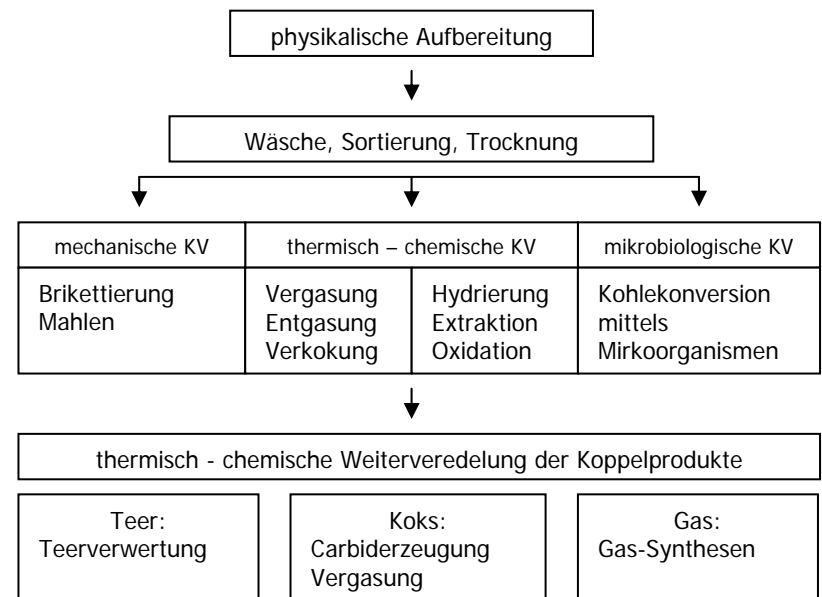 physikalische Aufbereitung
Wäsche, Sortierung, Trocknung
mechanische KV
thermisch – chemische KV
mikrobiologische KV
Brikettierung
Mahlen
Vergasung
Entgasung
Verkokung
Hydrierung
Extraktion
Oxidation
Kohlekonversion
mittels
Mirkoorganismen
thermisch - chemische Weiterveredelung der Koppelprodukte
Teer:
Teerverwertung
Koks:
Carbiderzeugung
Vergasung
Gas:
Gas-Synthesen